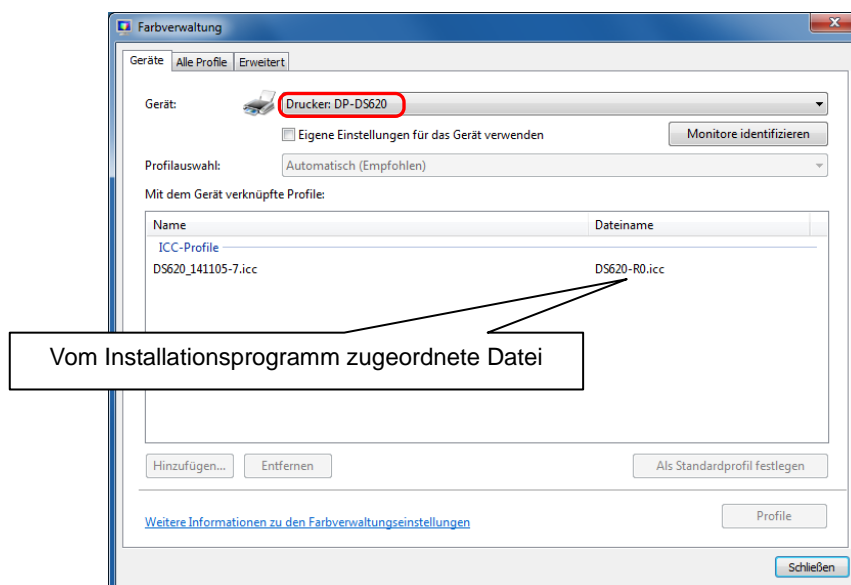 Farbverwaltung
Geräte Alle Profile Erweitert
Gerät: Drucker: DP-DS620
Eigene Einstellungen für das Gerät verwenden Monitore identifizieren
Profilauswahl: Automatisch (Empfohlen)
Mit dem Gerät verknüpfte Profile:
Name Dateiname
ICC-Profile
DS620_141105-7.icc DS620-R0.icc
Vom Installationsprogramm zugeordnete Datei
Hinzufügen... Entfernen Als Standardprofil festlegen
Weitere Informationen zu den Farbverwaltungseinstellungen Profile
Schließen